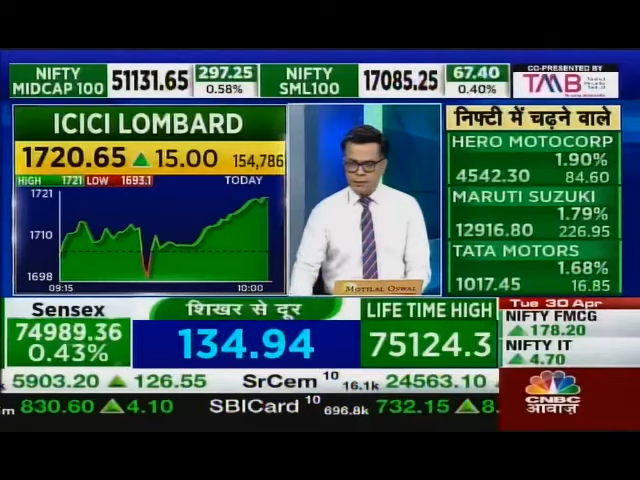 NIFTY
MIDCAP 100
51131.65
297.25
0.58%
NIFTY
SML100
17085.25
67.40
0.40%
CO-PRESENTED BY
TMB
ICICI LOMBARD
1720.65 15.00 154,786
HIGH 1721 LOW 1693.1 TODAY
1721
1710
1698
09:15 10:00
MOTILAL OSWAL
निफ्टी में चढ़ने वाले
HERO MOTOCORP
1.90%
4542.30 84.60
MARUTI SUZUKI
1.79%
12916.80 226.95
TATA MOTORS
1.68%
1017.45 16.85
Sensex
74989.36
0.43%
शिखर से दूर
134.94
LIFE TIME HIGH
75124.3
Tue 30 Apr
NIFTY FMCG
178.20
NIFTY IT
4.70
5903.20 126.55 SrCem 10 16.1k 24563.10
m 830.60 4.10 SBICard 10 696.8k 732.15 8.
CNBC
आवाज़